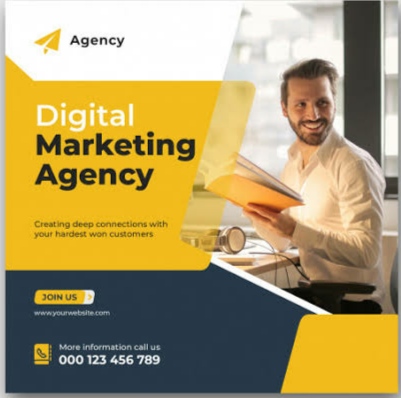 Agency
Digital
Marketing
Agency
Creating deep connections with
your hardest won customers
JOIN US
www.yourwebsite.com
More information call us
000 123 456 789